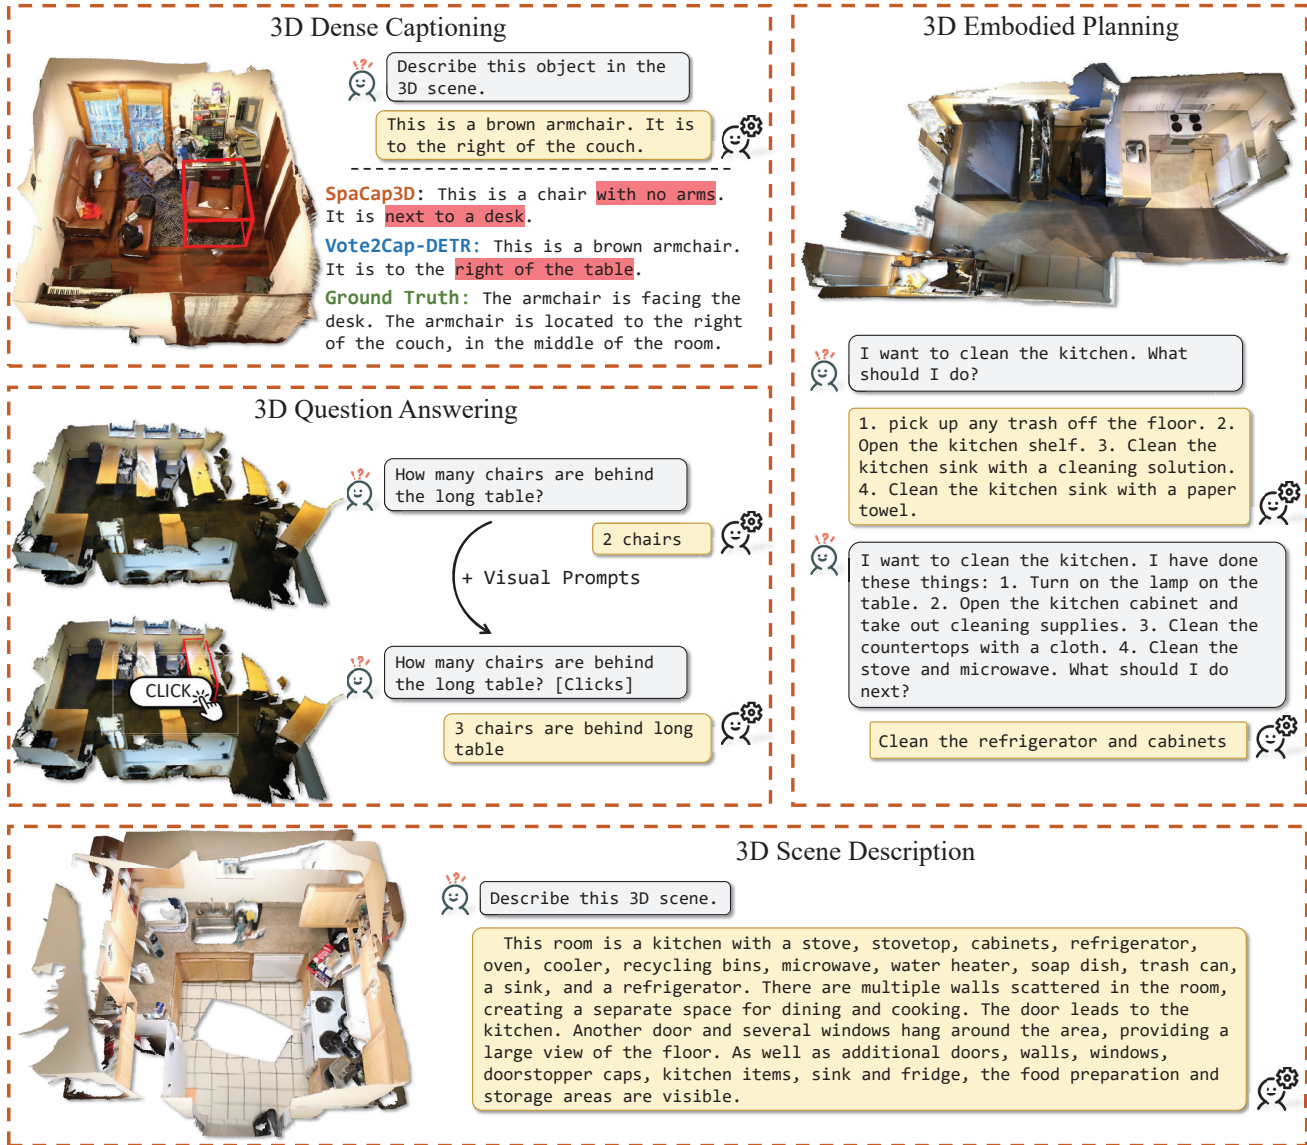 3D Dense Captioning
Describe this object in the
3D scene.
This is a brown armchair. It is
to the right of the couch.
SpaCap3D: This is a chair with no arms.
It is next to a desk.
Vote2Cap-DETR: This is a brown armchair.
It is to the right of the table.
Ground Truth: The armchair is facing the
desk. The armchair is located to the right
of the couch, in the middle of the room.
3D Question Answering
How many chairs are behind
the long table?
2 chairs
+ Visual Prompts
CLICK
How many chairs are behind
the long table? [Clicks]
3 chairs are behind long
table
3D Embodied Planning
I want to clean the kitchen. What
should I do?
1. pick up any trash off the floor. 2.
Open the kitchen shelf. 3. Clean the
kitchen sink with a cleaning solution.
4. Clean the kitchen sink with a paper
towel.
I want to clean the kitchen. I have done
these things: 1. Turn on the lamp on the
table. 2. Open the kitchen cabinet and
take out cleaning supplies. 3. Clean the
countertops with a cloth. 4. Clean the
stove and microwave. What should I do
next?
Clean the refrigerator and cabinets
3D Scene Description
Describe this 3D scene.
This room is a kitchen with a stove, stovetop, cabinets, refrigerator,
oven, cooler, recycling bins, microwave, water heater, soap dish, trash can,
a sink, and a refrigerator. There are multiple walls scattered in the room,
creating a separate space for dining and cooking. The door leads to the
kitchen. Another door and several windows hang around the area, providing a
large view of the floor. As well as additional doors, walls, windows,
doorstopper caps, kitchen items, sink and fridge, the food preparation and
storage areas are visible.